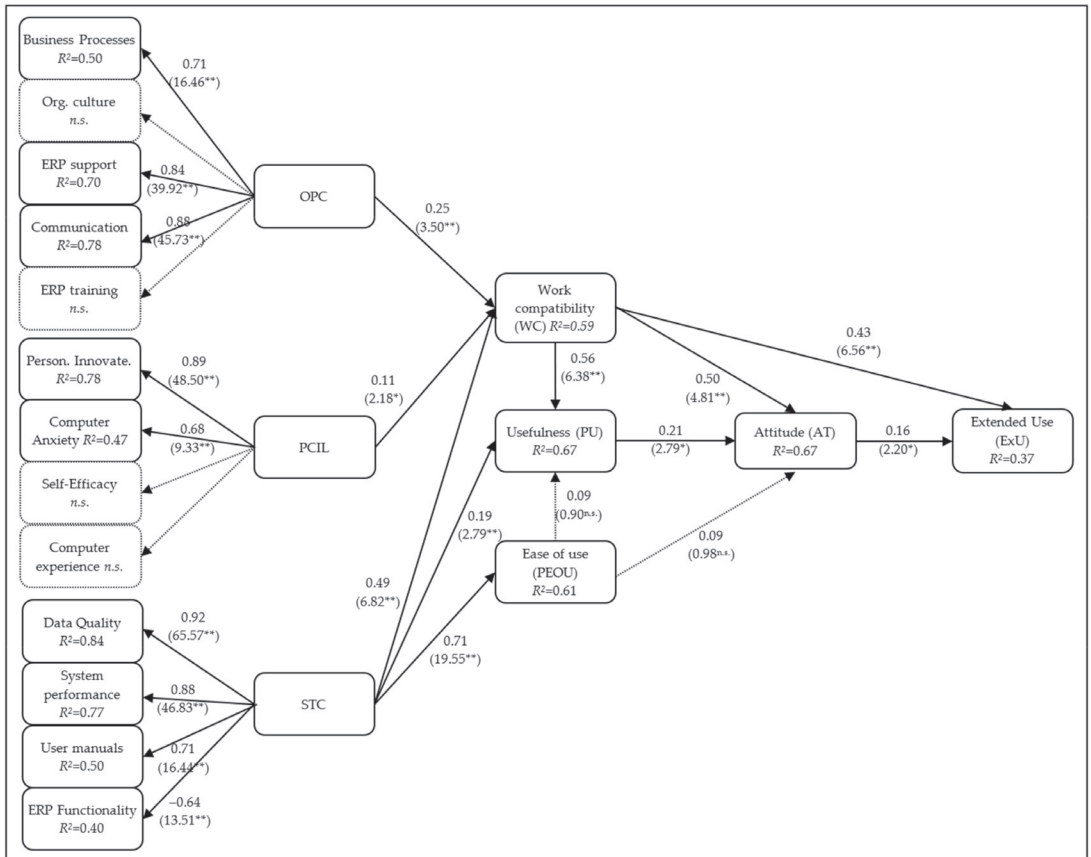 Business Processes
R²=0.50
0.71
(16.46**)
Org. culture
n.s.
ERP support
R²=0.70
0.84
(39.92**)
OPC
Communication
R²=0.78
0.88
(45.73**)
ERP training
n.s.
0.25
(3.50**)
Work
compatibility
(WC) R²=0.59
Person. Innovate.
R²=0.78
0.89
(48.50**)
0.11
(2.18*)
0.56
(6.38**)
0.50
(4.81**)
0.43
(6.56**)
Computer
Anxiety R²=0.47
0.68
(9.33**)
PCIL
Usefulness (PU)
R²=0.67
0.21
(2.79*)
Attitude (AT)
R²=0.67
0.16
(2.20*)
Extended Use
(ExU)
R²=0.37
Self-Efficacy
n.s.
Computer
experience n.s.
0.19
(2.79**)
0.09
(0.90n.s.)
0.09
(0.98n.s.)
Ease of use
(PEOU)
R²=0.61
0.49
(6.82**)
0.71
(19.55**)
Data Quality
R²=0.84
0.92
(65.57**)
System
performance
R²=0.77
0.88
(46.83**)
STC
User manuals
R²=0.50
0.71
(16.44**)
ERP Functionality
R²=0.40
–0.64
(13.51**)